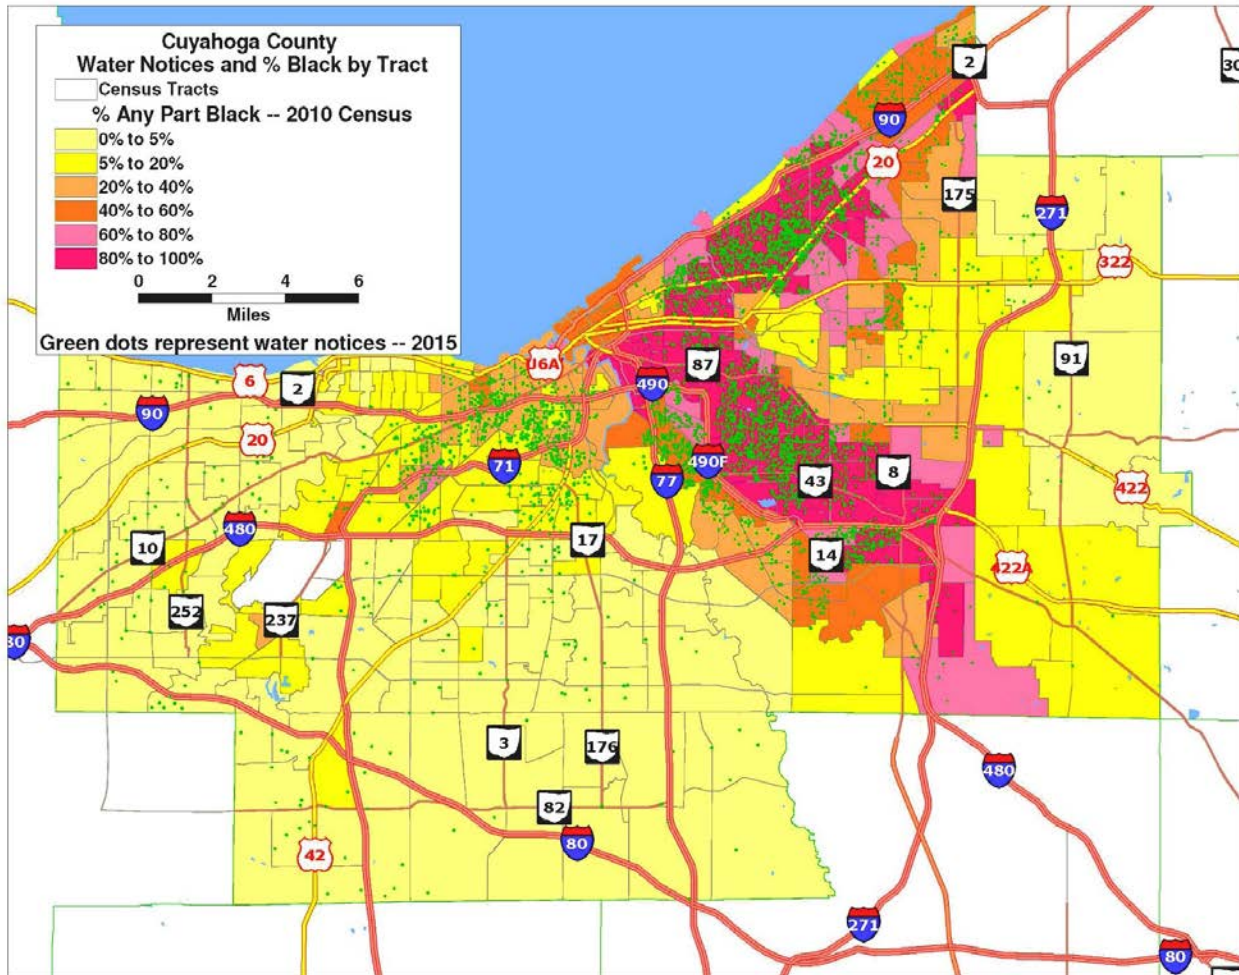 Cuyahoga County
Water Notices and % Black by Tract
Census Tracts
% Any Part Black -- 2010 Census
0% to 5%
5% to 20%
20% to 40%
40% to 60%
60% to 80%
80% to 100%
0 2 4 6
Miles
Green dots represent water notices -- 2015
2
30
90
20
175
271
322
6
2
U6A
87
91
90
490
20
71
490F
77
43
8
422
480
10
17
14
422A
252
237
80
3
176
480
82
80
42
271
80